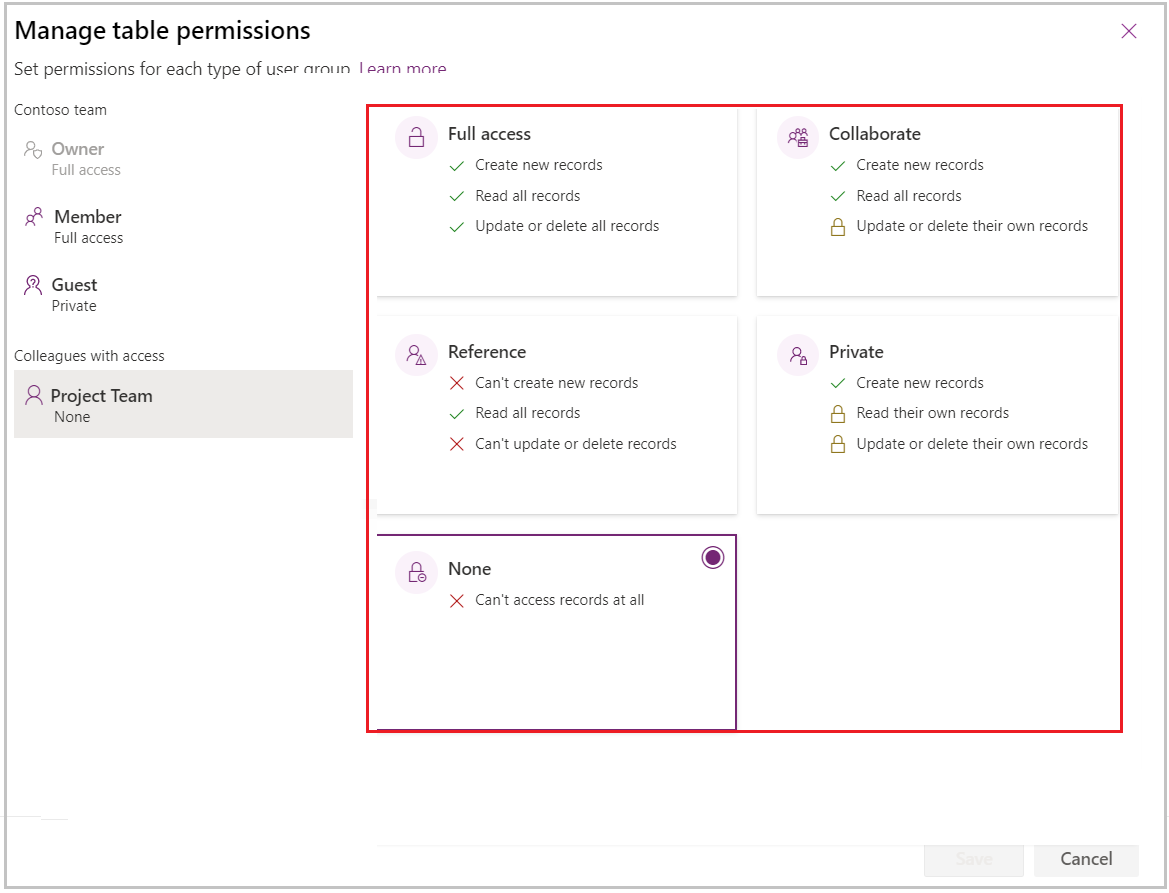 Manage table permissions
Set permissions for each type of user group. Learn more
Contoso team
Owner
Full access
Member
Full access
Guest
Private
Colleagues with access
Project Team
None
Full access
Create new records
Read all records
Update or delete all records
Collaborate
Create new records
Read all records
Update or delete their own records
Reference
Can't create new records
Read all records
Can't update or delete records
Private
Create new records
Read their own records
Update or delete their own records
None
Can't access records at all
Save
Cancel